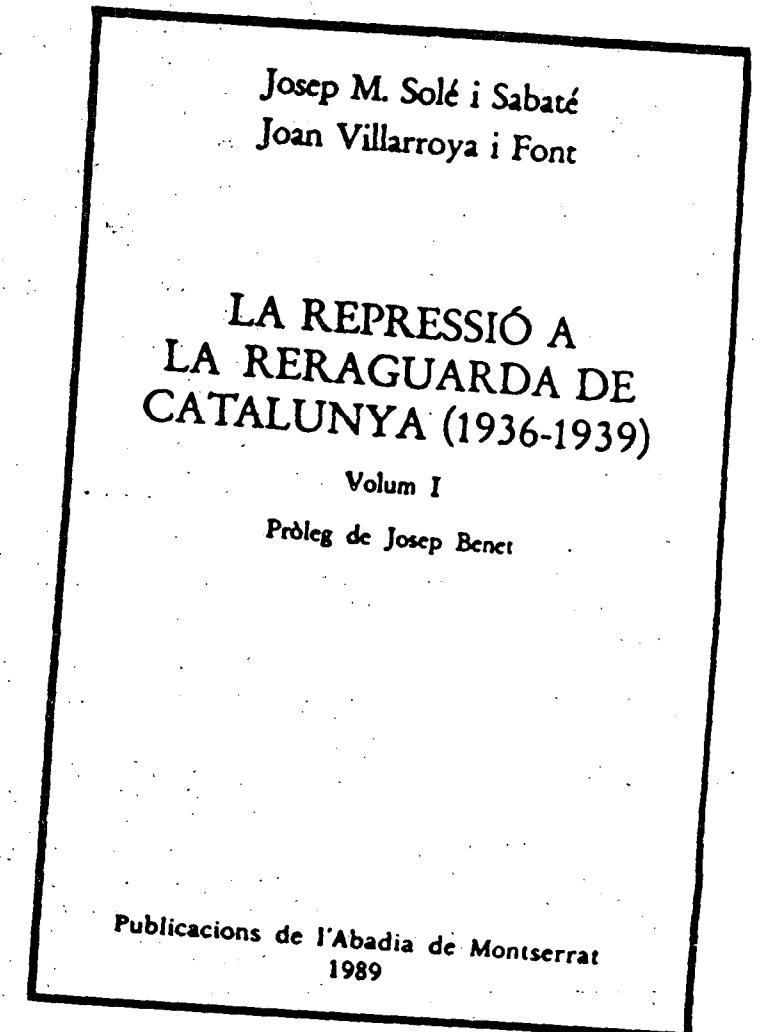 Josep M. Solé i Sabaté
Joan Villarroya i Font
LA REPRESSIÓ A
LA RERAGUARDA DE
CATALUNYA (1936-1939)
Volum I
Pròleg de Josep Benet
Publicacions de l'Abadia de Montserrat
1989